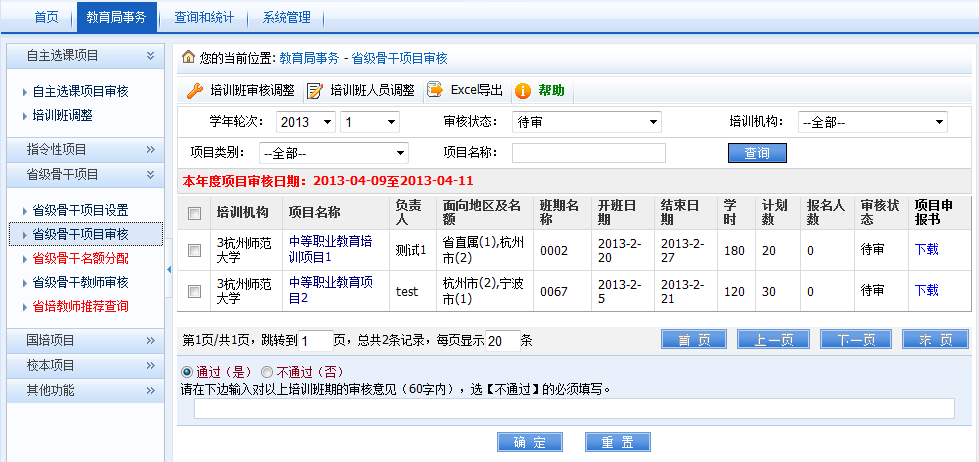 首页 教育局事务 查询和统计 系统管理
自主选课项目
自主选课项目审核
培训班调整
指令性项目
省级骨干项目
省级骨干项目设置
省级骨干项目审核
省级骨干名额分配
省级骨干教师审核
省培教师推荐查询
国培项目
校本项目
其他功能
您的当前位置: 教育局事务 - 省级骨干项目审核
培训班审核调整 培训班人员调整 Excel导出 帮助
学年轮次: 2013 1 审核状态: 待审 培训机构: --全部--
项目类别: --全部-- 项目名称: 查询
本年度项目审核日期：2013-04-09至2013-04-11
培训机构 项目名称 负责人 面向地区及名额 班期名称 开班日期 结束日期 学时 计划数 报名人数 审核状态 项目申报书
3杭州师范大学 中等职业教育培训项目1 测试1 省直属(1),杭州市(2) 0002 2013-2-20 2013-2-27 180 20 0 待审 下载
3杭州师范大学 中等职业教育项目2 test 杭州市(2),宁波市(1) 0067 2013-2-5 2013-2-21 120 30 0 待审 下载
第1页/共1页，跳转到 1 页，总共2条记录，每页显示 20 条 首 页 上一页 下一页 末 页
通过（是） 不通过（否）
请在下边输入对以上培训班期的审核意见（60字内），选【不通过】的必须填写。
确 定 重 置